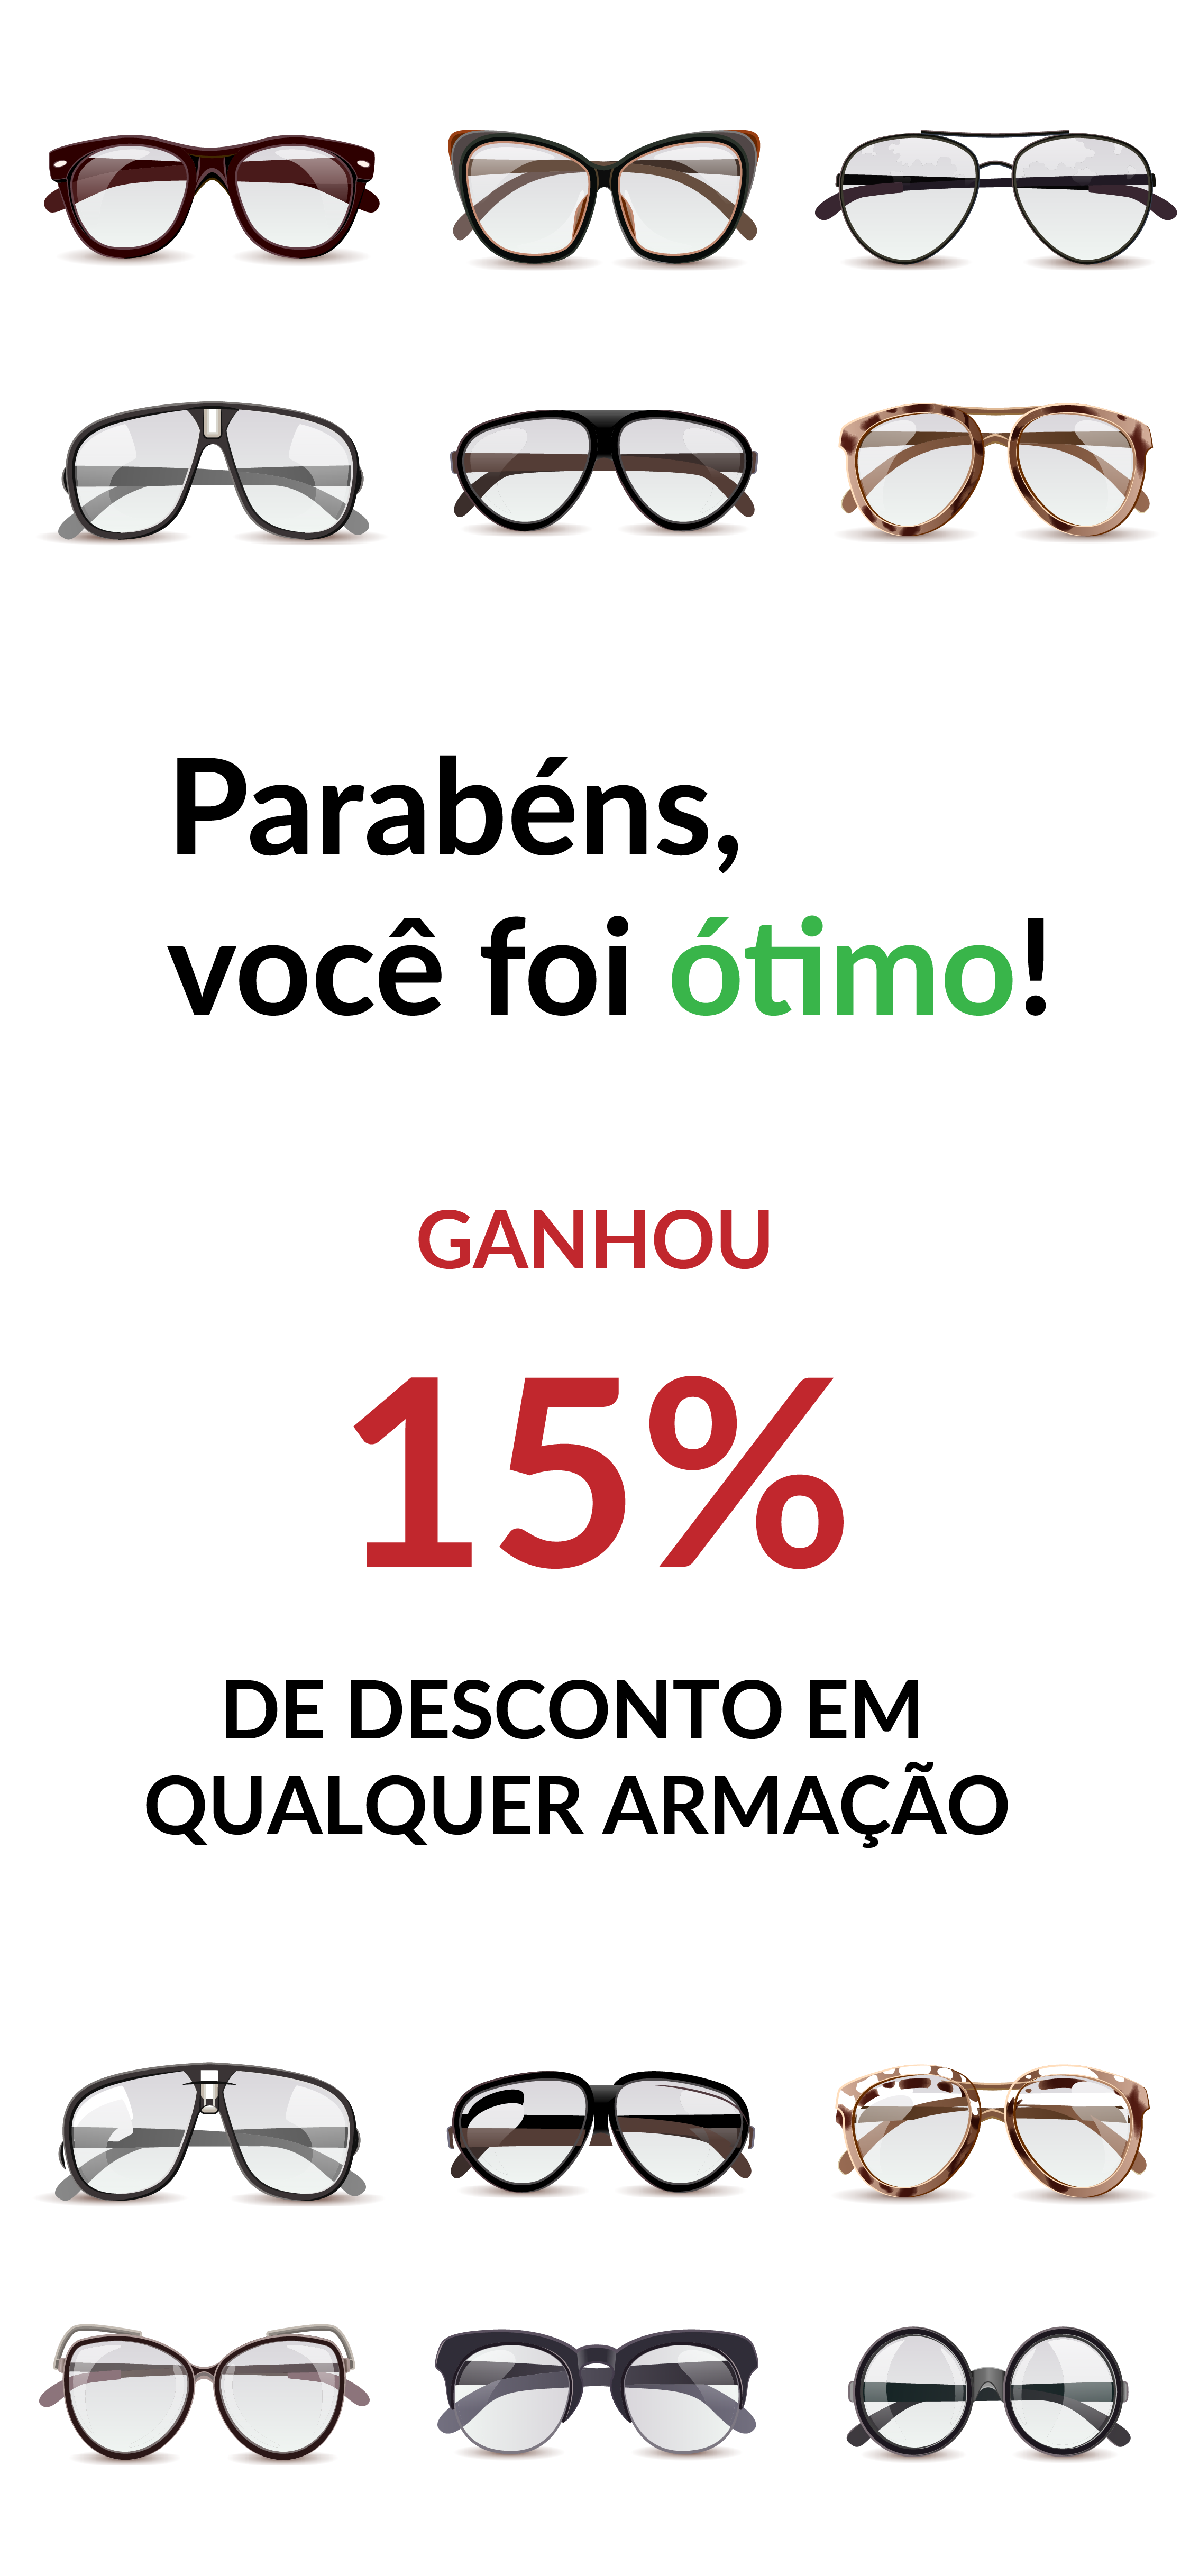 Parabéns,
você foi ótimo!
GANHOU
15%
DE DESCONTO EM
QUALQUER ARMAÇÃO